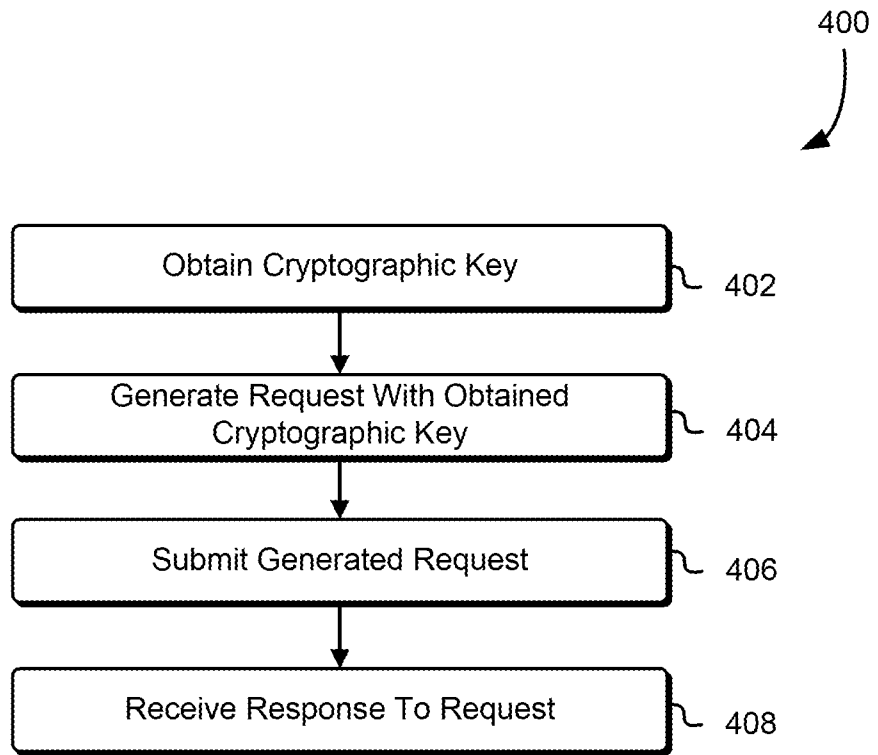 400
Obtain Cryptographic Key
402
Generate Request With Obtained
Cryptographic Key
404
Submit Generated Request
406
Receive Response To Request
408